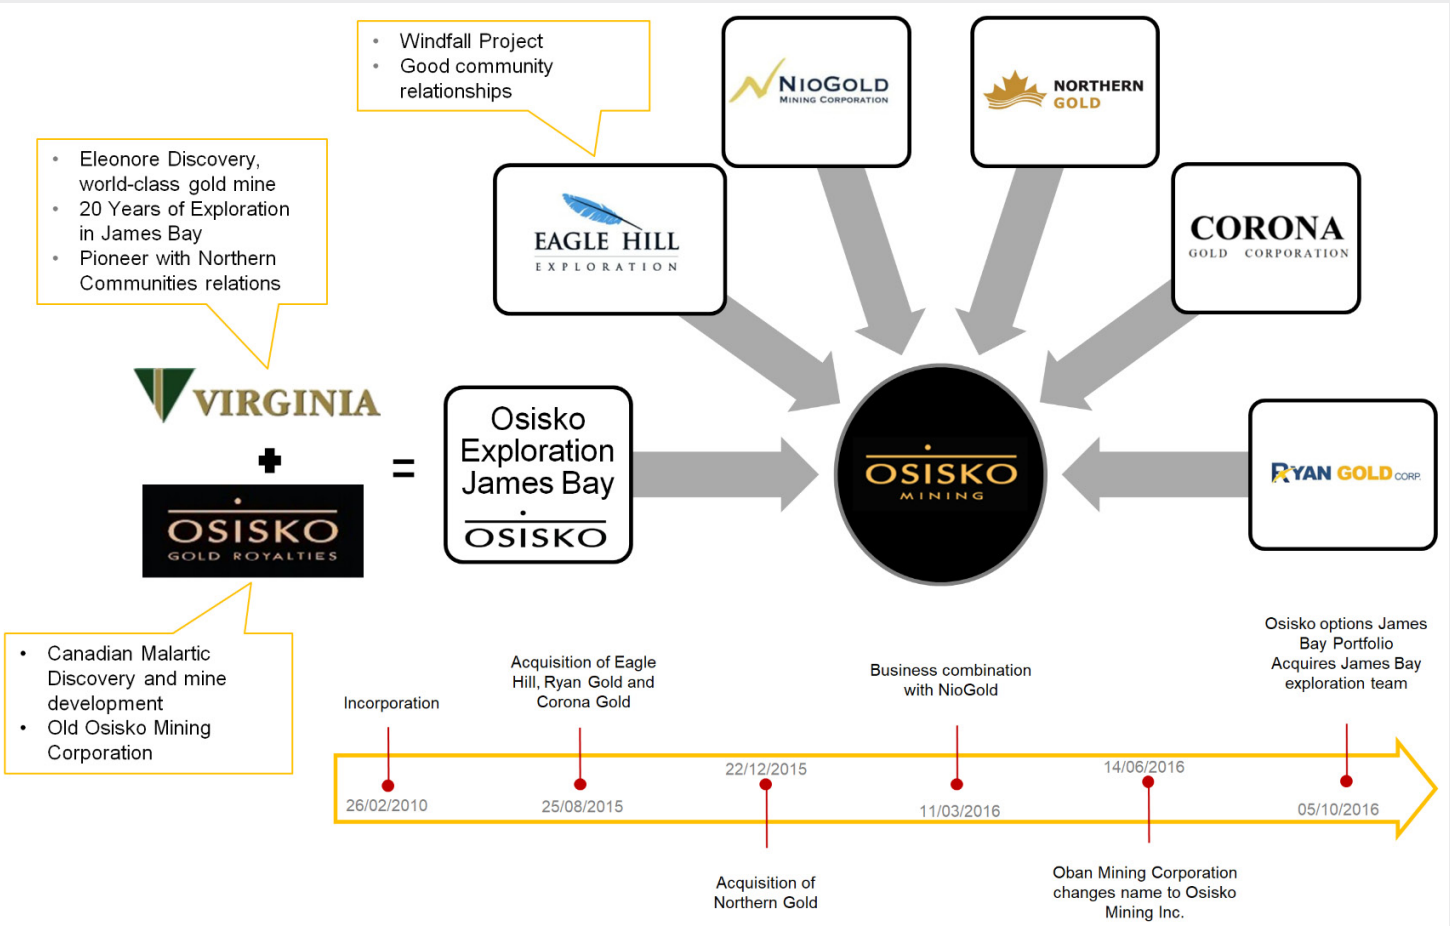 Windfall Project
Good community
relationships
NIOGOLD
MINING CORPORATION
NORTHERN
GOLD
Eleonore Discovery,
world-class gold mine
20 Years of Exploration
in James Bay
Pioneer with Northern
Communities relations
EAGLE HILL
EXPLORATION
CORONA
GOLD CORPORATION
VIRGINIA
+
OSISKO
GOLD ROYALTIES
=
Osisko
Exploration
James Bay
OSISKO
OSISKO
MINING
RYAN GOLD CORP.
Canadian Malartic
Discovery and mine
development
Old Osisko Mining
Corporation
Incorporation
26/02/2010
Acquisition of Eagle
Hill, Ryan Gold and
Corona Gold
25/08/2015
22/12/2015
Acquisition of
Northern Gold
Business combination
with NioGold
11/03/2016
14/06/2016
Oban Mining Corporation
changes name to Osisko
Mining Inc.
Osisko options James
Bay Portfolio
Acquires James Bay
exploration team
05/10/2016